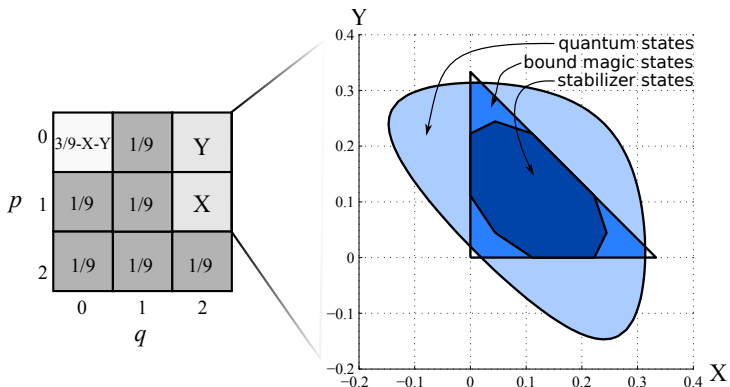 Y
0.4
quantum states
bound magic states
stabilizer states
0.3
0.2
0.1
0
−0.1
−0.2
−0.2 −0.1 0 0.1 0.2 0.3 0.4
X
0 3/9-X-Y 1/9 Y
p 1 1/9 1/9 X
2 1/9 1/9 1/9
0 1 2
q